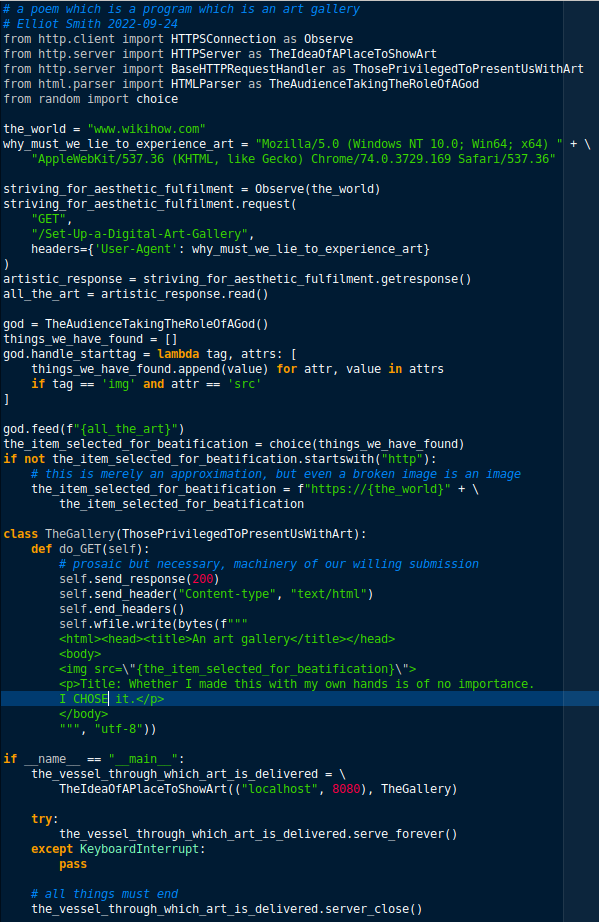 # a poem which is a program which is an art gallery
# Elliot Smith 2022-09-24
from http.client import HTTPSConnection as Observe
from http.server import HTTPServer as TheIdeaOfAPlaceToShowArt
from http.server import BaseHTTPRequestHandler as ThosePrivilegedToPresentUsWithArt
from html.parser import HTMLParser as TheAudienceTakingTheRoleOfAGod
from random import choice

the_world = "www.wikihow.com"
why_must_we_lie_to_experience_art = "Mozilla/5.0 (Windows NT 10.0; Win64; x64) " + \
    "AppleWebKit/537.36 (KHTML, like Gecko) Chrome/74.0.3729.169 Safari/537.36"

striving_for_aesthetic_fulfilment = Observe(the_world)
striving_for_aesthetic_fulfilment.request(
    "GET",
    "/Set-Up-a-Digital-Art-Gallery",
    headers={'User-Agent': why_must_we_lie_to_experience_art}
)
artistic_response = striving_for_aesthetic_fulfilment.getresponse()
all_the_art = artistic_response.read()

god = TheAudienceTakingTheRoleOfAGod()
things_we_have_found = []
god.handle_starttag = lambda tag, attrs: [
    things_we_have_found.append(value) for attr, value in attrs
    if tag == 'img' and attr == 'src'
]

god.feed(f"{all_the_art}")
the_item_selected_for_beatification = choice(things_we_have_found)
if not the_item_selected_for_beatification.startswith("http"):
    # this is merely an approximation, but even a broken image is an image
    the_item_selected_for_beatification = f"https://{the_world}" + \
        the_item_selected_for_beatification

class TheGallery(ThosePrivilegedToPresentUsWithArt):
    def do_GET(self):
        # prosaic but necessary, machinery of our willing submission
        self.send_response(200)
        self.send_header("Content-type", "text/html")
        self.end_headers()
        self.wfile.write(bytes(f"""
        <html><head><title>An art gallery</title></head>
        <body>
        <img src=\"{the_item_selected_for_beatification}\">
        <p>Title: Whether I made this with my own hands is of no importance.
        I CHOSE it.</p>
        </body>
        """, "utf-8"))

if __name__ == "__main__":
    the_vessel_through_which_art_is_delivered = \
        TheIdeaOfAPlaceToShowArt(("localhost", 8080), TheGallery)

    try:
        the_vessel_through_which_art_is_delivered.serve_forever()
    except KeyboardInterrupt:
        pass

    # all things must end
    the_vessel_through_which_art_is_delivered.server_close()